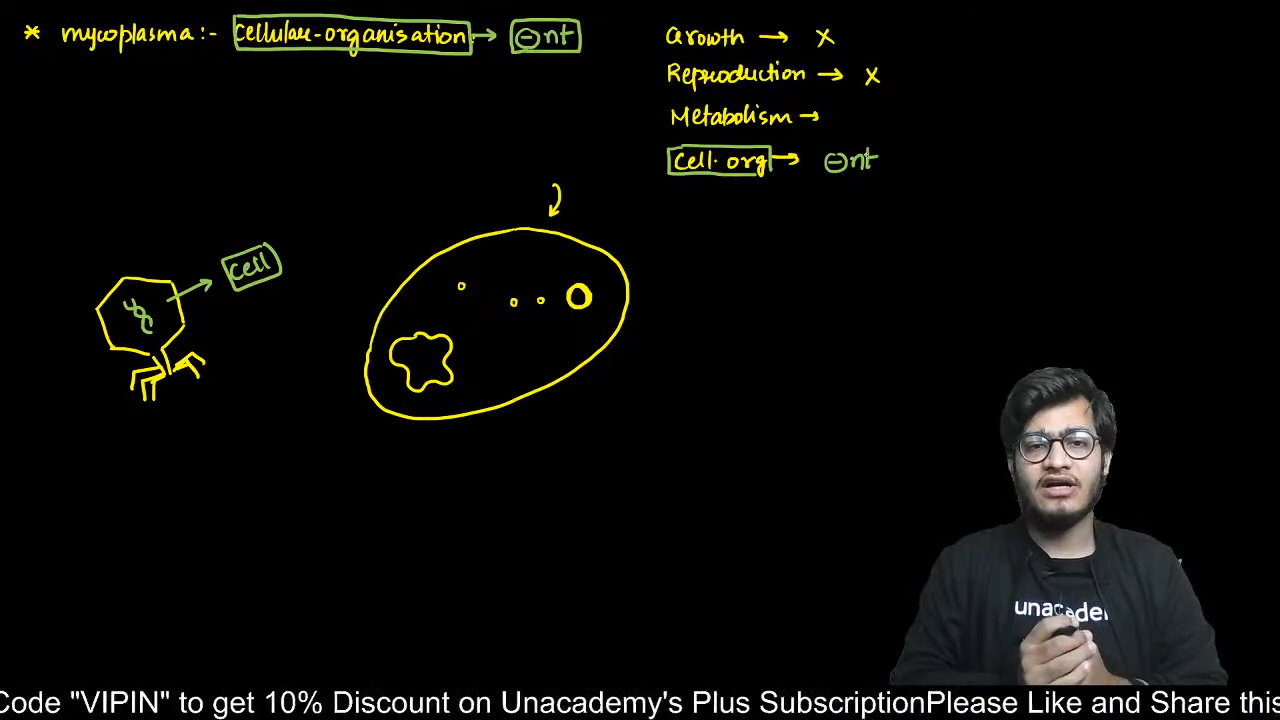 * mycoplasma :- Cellular-organisation → ⊖nt
Growth → x
Reproduction → x
Metabolism →
Cell. org → ⊖nt
cell
unacadem
Code "VIPIN" to get 10% Discount on Unacademy's Plus SubscriptionPlease Like and Share this